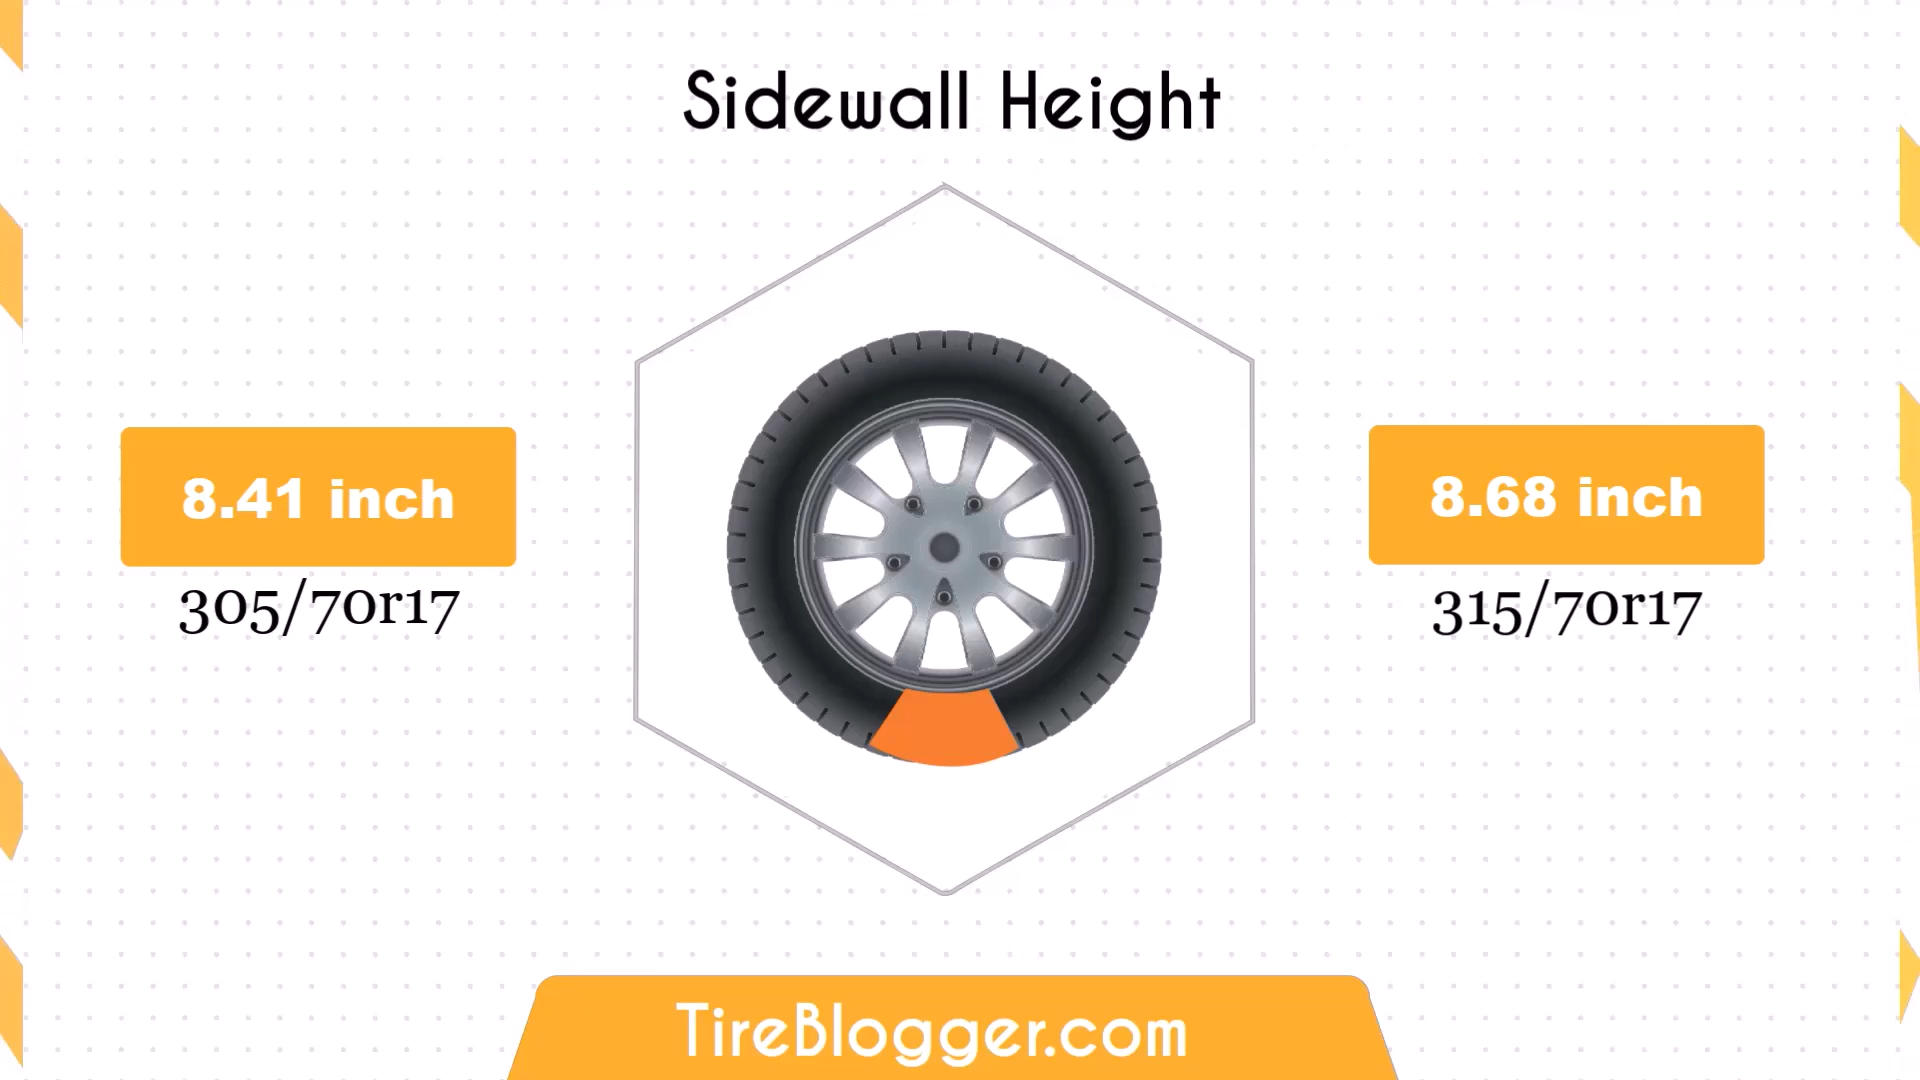 Sidewall Height
8.41 inch
305/70r17
8.68 inch
315/70r17
TireBlogger.com